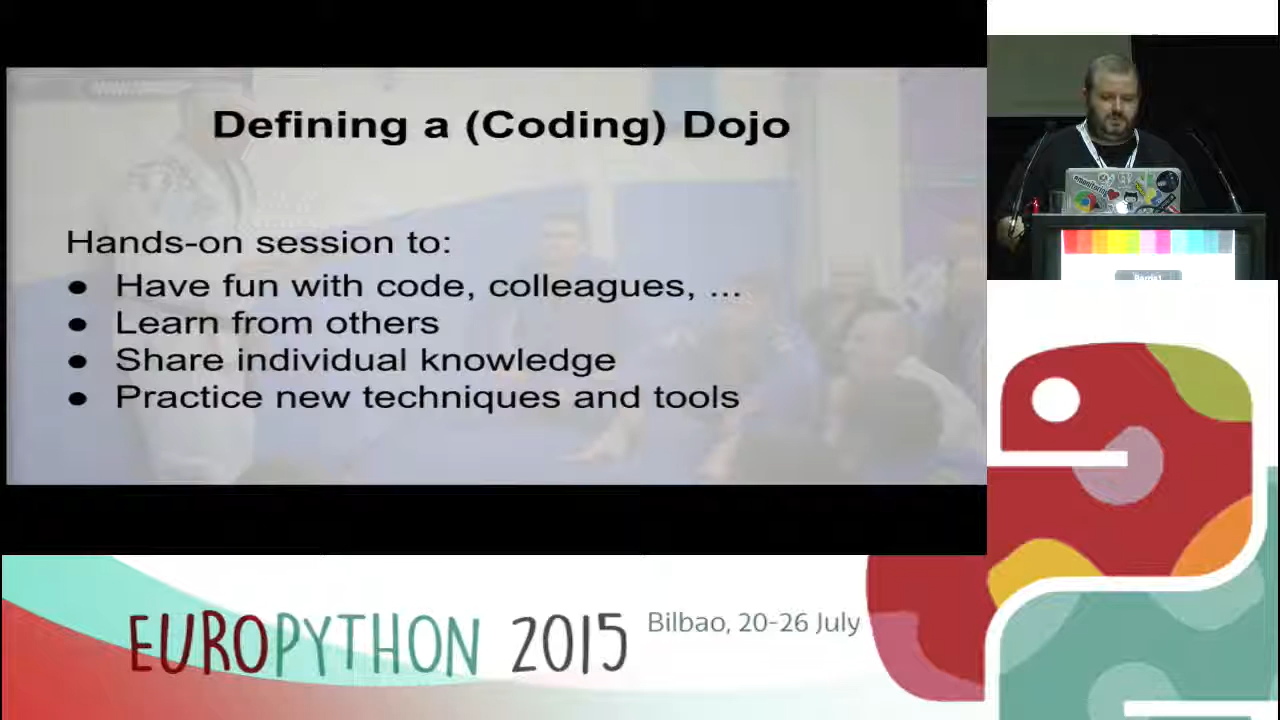 Defining a (Coding) Dojo
Hands-on session to:
● Have fun with code, colleagues, ...
● Learn from others
● Share individual knowledge
● Practice new techniques and tools
EUROPYTHON 2015
Bilbao, 20-26 July